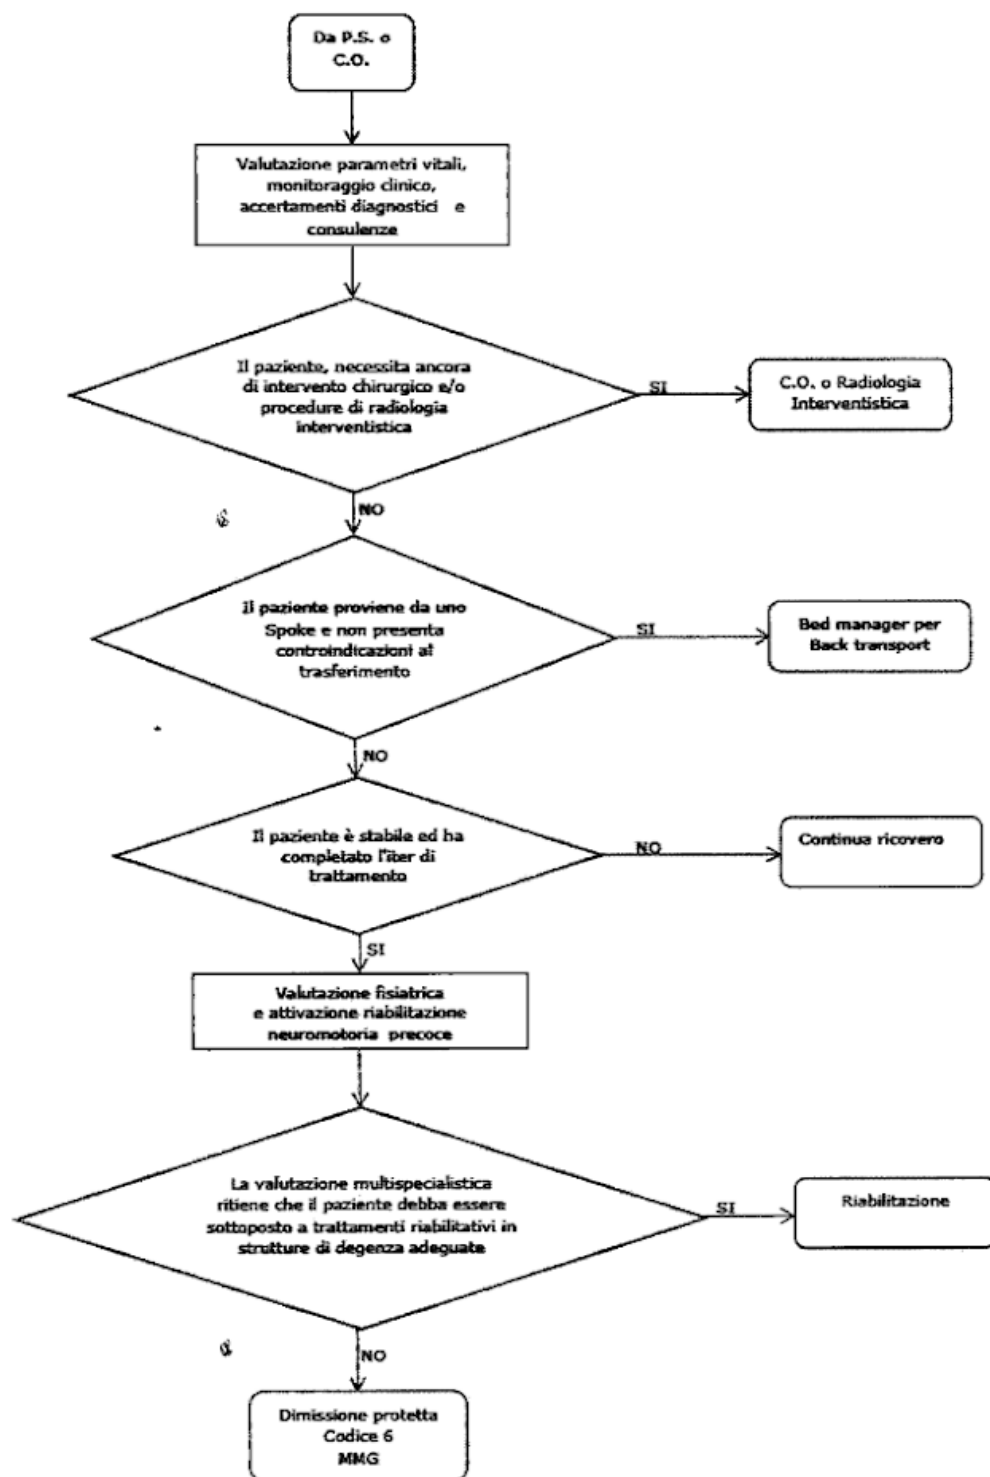 Da P.S. o
C.O.
Valutazione parametri vitali,
monitoraggio clinico,
accertamenti diagnostici e
consulenze
Il paziente, necessita ancora
di intervento chirurgico e/o
procedure di radiologia
interventistica
SI
C.O. o Radiologia
Interventistica
NO
Il paziente proviene da uno
Spoke e non presenta
controindicazioni al
trasferimento
SI
Bed manager per
Back transport
NO
Il paziente è stabile ed ha
completato l'iter di
trattamento
NO
Continua ricovero
SI
Valutazione fisiatrica
e attivazione riabilitazione
neuromotoria precoce
La valutazione multispecialistica
ritiene che il paziente debba essere
sottoposto a trattamenti riabilitativi in
strutture di degenza adeguate
SI
Riabilitazione
NO
Dimissione protetta
Codice 6
MMG